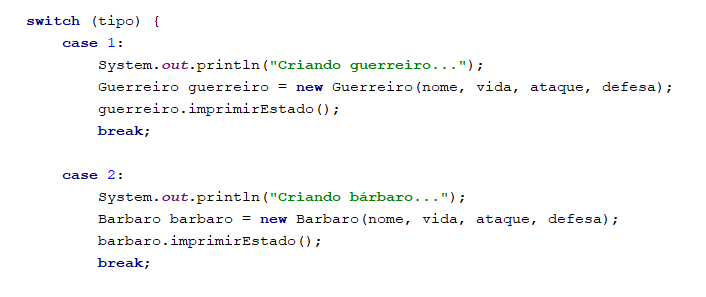 switch (tipo) {
case 1:
System.out.println("Criando guerreiro...");
Guerreiro guerreiro = new Guerreiro(nome, vida, ataque, defesa);
guerreiro.imprimirEstado();
break;
case 2:
System.out.println("Criando bárbaro...");
Barbaro barbaro = new Barbaro(nome, vida, ataque, defesa);
barbaro.imprimirEstado();
break;